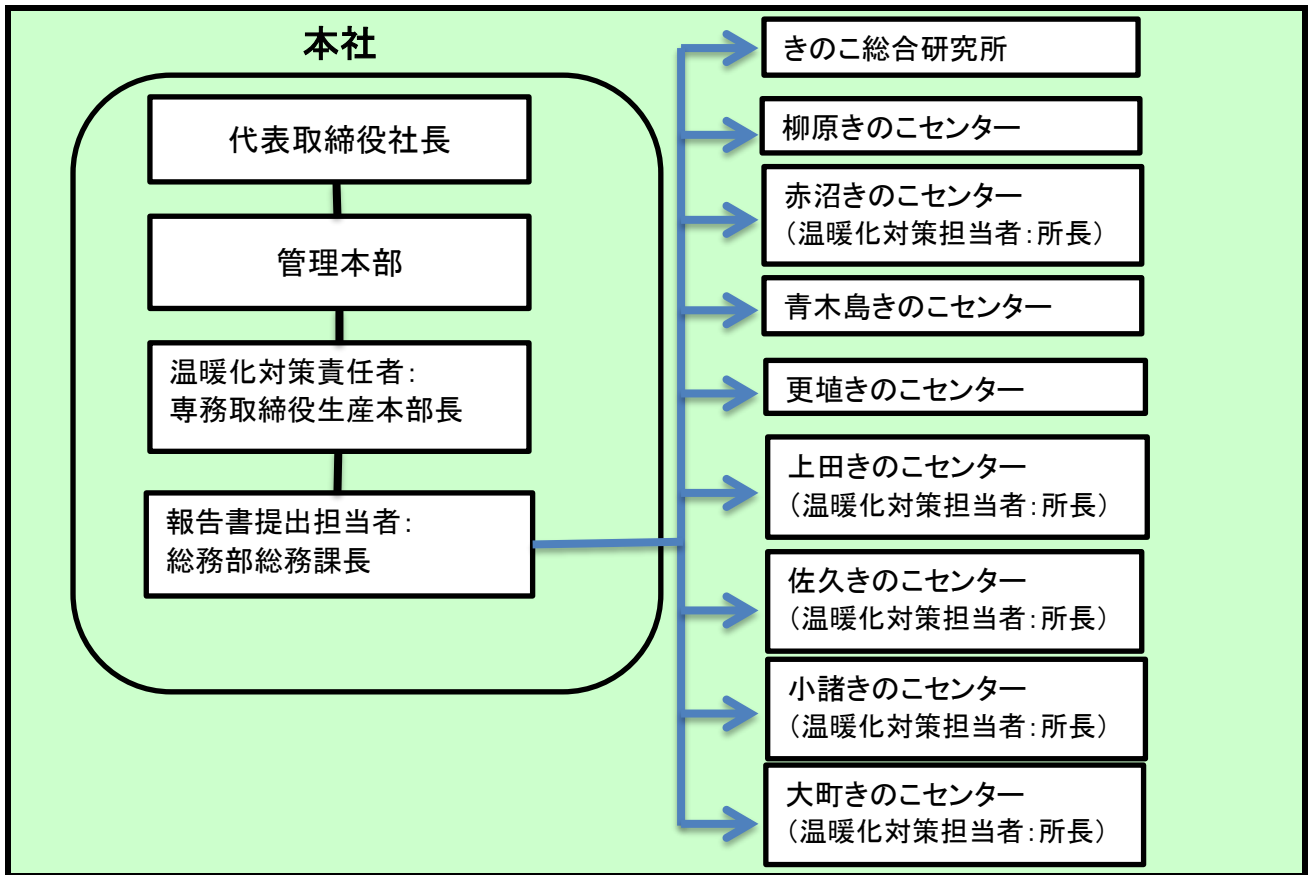 本社
代表取締役社長
管理本部
温暖化対策責任者：
専務取締役生産本部長
報告書提出担当者：
総務部総務課長
きのこ総合研究所
柳原きのこセンター
赤沼きのこセンター
（温暖化対策担当者：所長）
青木島きのこセンター
更埴きのこセンター
上田きのこセンター
（温暖化対策担当者：所長）
佐久きのこセンター
（温暖化対策担当者：所長）
小諸きのこセンター
（温暖化対策担当者：所長）
大町きのこセンター
（温暖化対策担当者：所長）